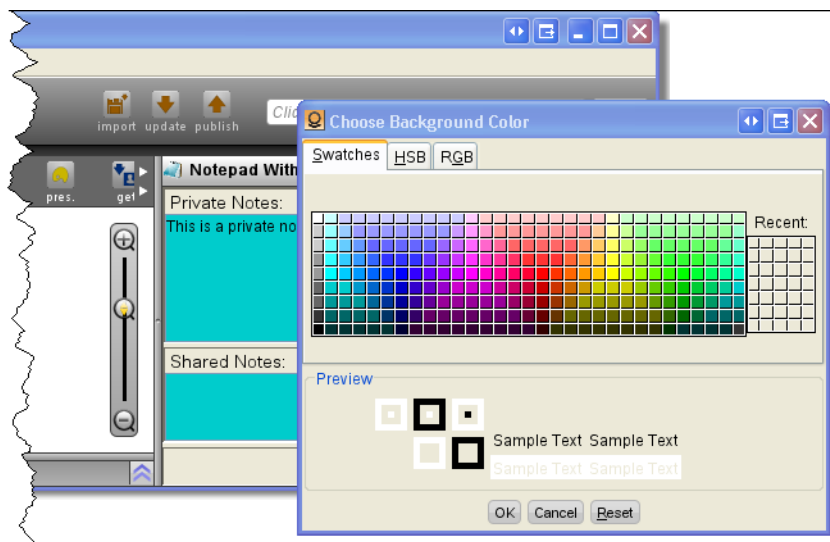 Clic
import update publish
Choose Background Color
Swatches HSB RGB
pres. get
Notepad With
Private Notes:
This is a private no
Recent:
Shared Notes:
Preview
Sample Text Sample Text
Sample Text Sample Text
OK Cancel Reset